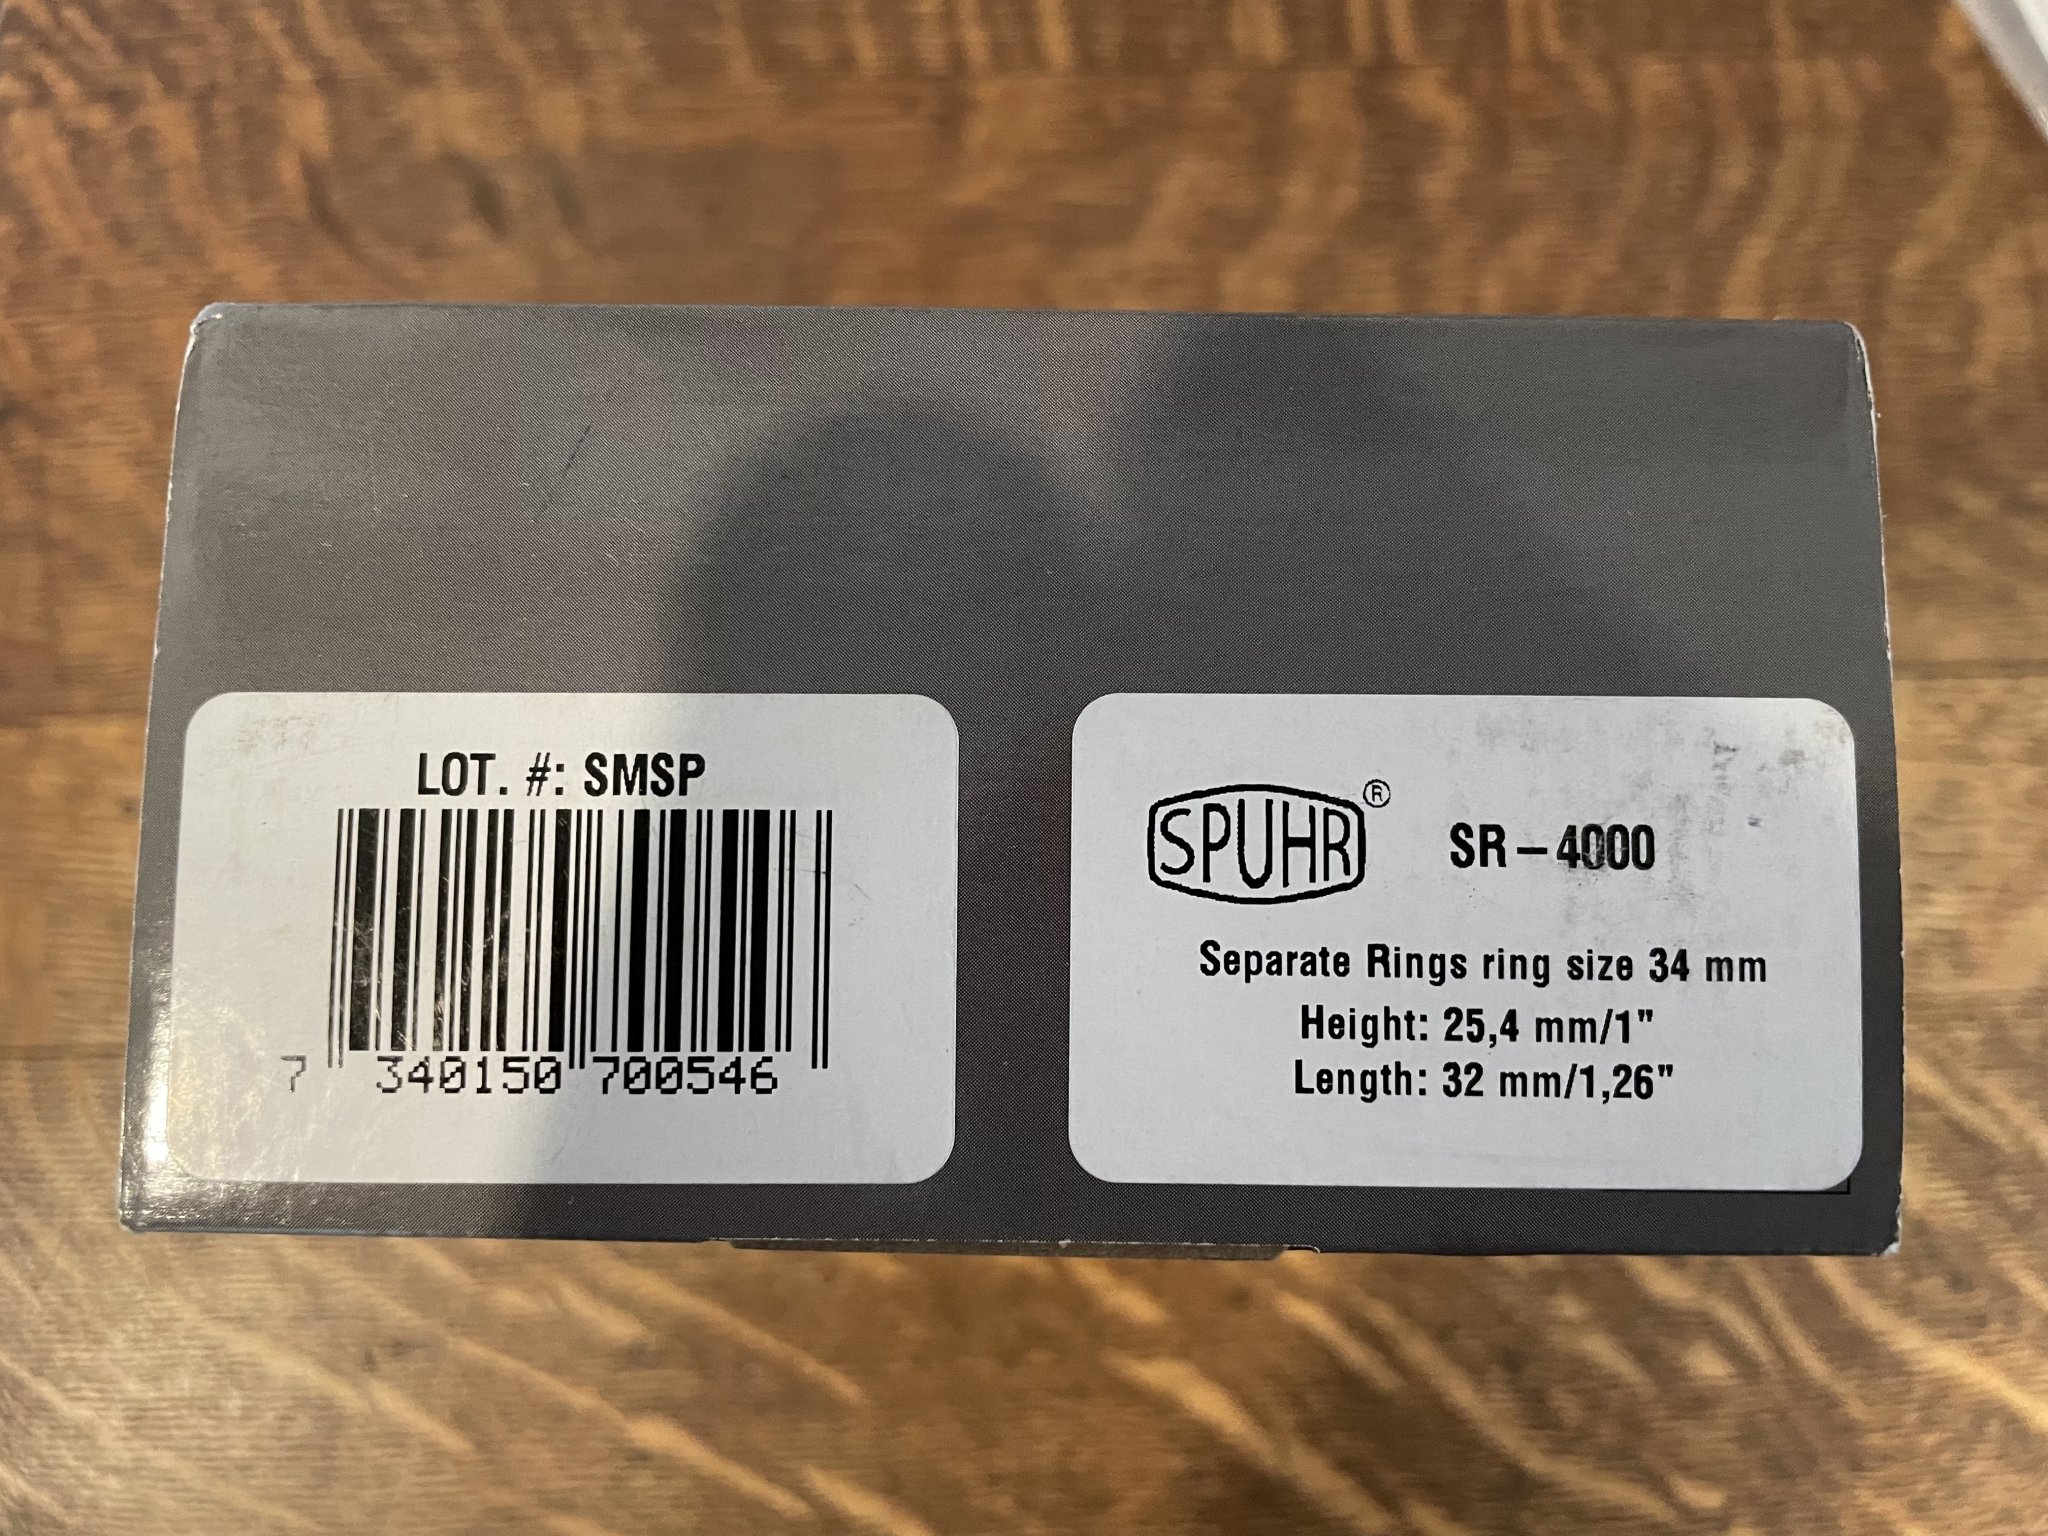 LOT. #: SMSP
7 340150 700546
SPUHR® SR-4000
Separate Rings ring size 34 mm
Height: 25,4 mm/1"
Length: 32 mm/1,26"